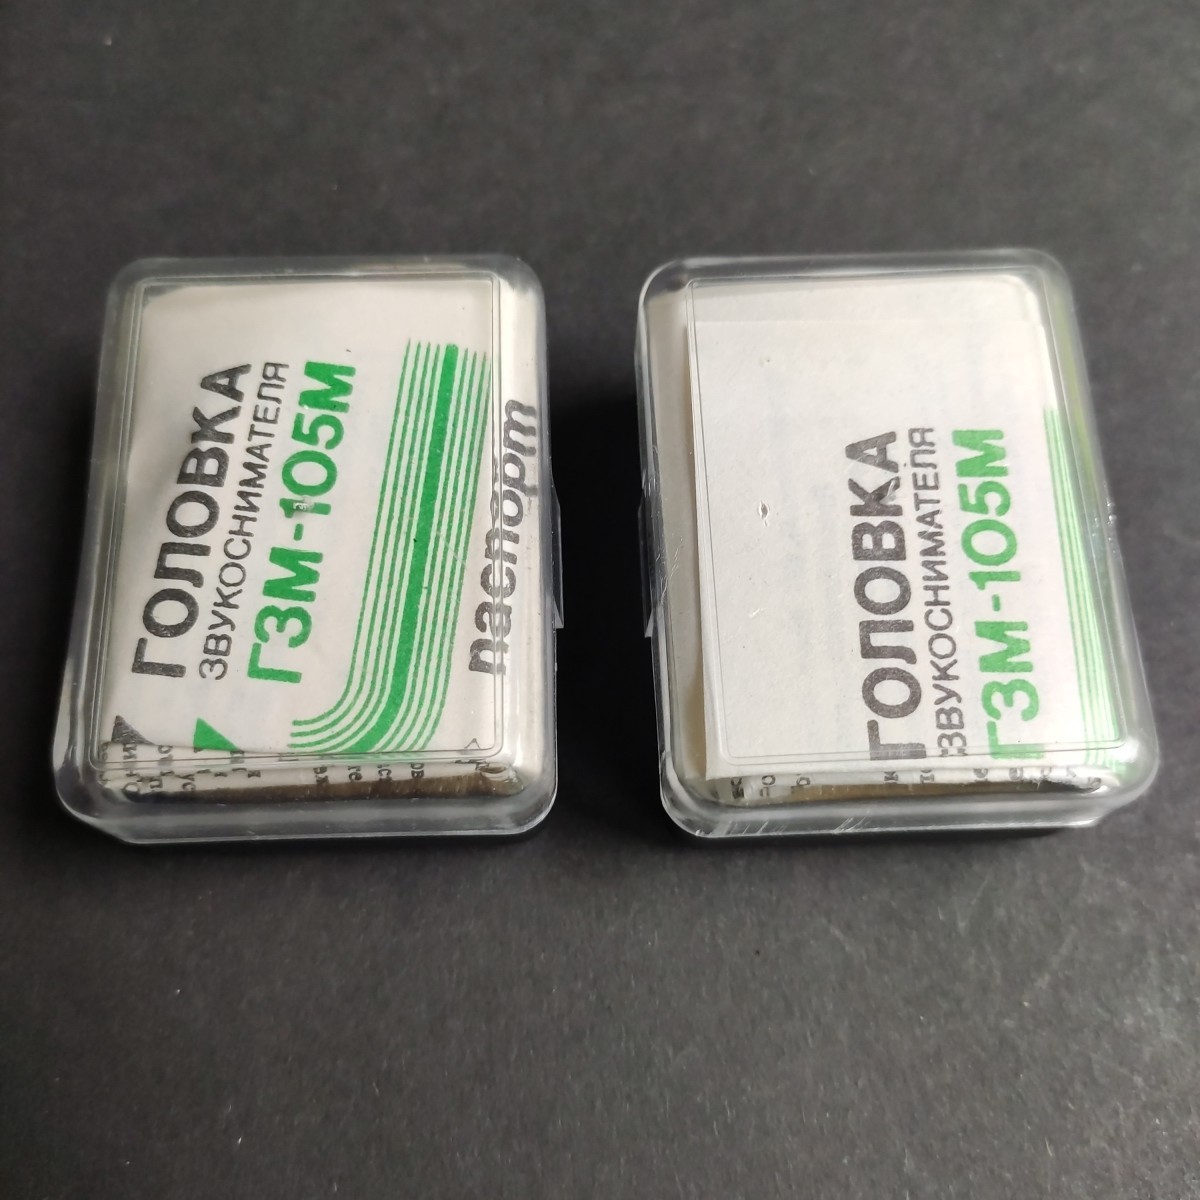 ГОЛОВКА
ЗВУКОСНИМАТЕЛЯ
ГЗМ-105М
паспорт
ГОЛОВКА
ЗВУКОСНИМАТЕЛЯ
ГЗМ-105М